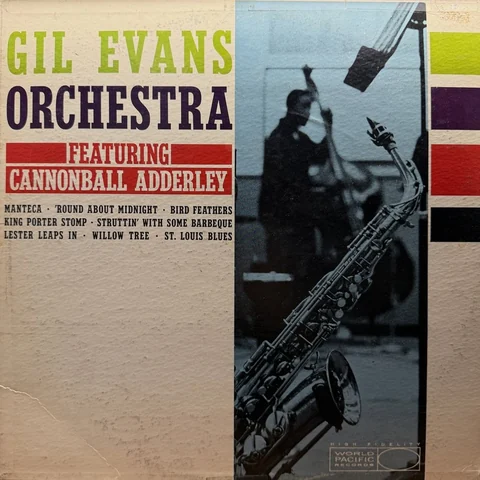 GIL EVANS
ORCHESTRA
FEATURING
CANNONBALL ADDERLEY
MANTECA · 'ROUND ABOUT MIDNIGHT · BIRD FEATHERS
KING PORTER STOMP · STRUTTIN' WITH SOME BARBEQUE
LESTER LEAPS IN · WILLOW TREE · ST. LOUIS BLUES
HIGH FIDELITY
WORLD
PACIFIC
RECORDS